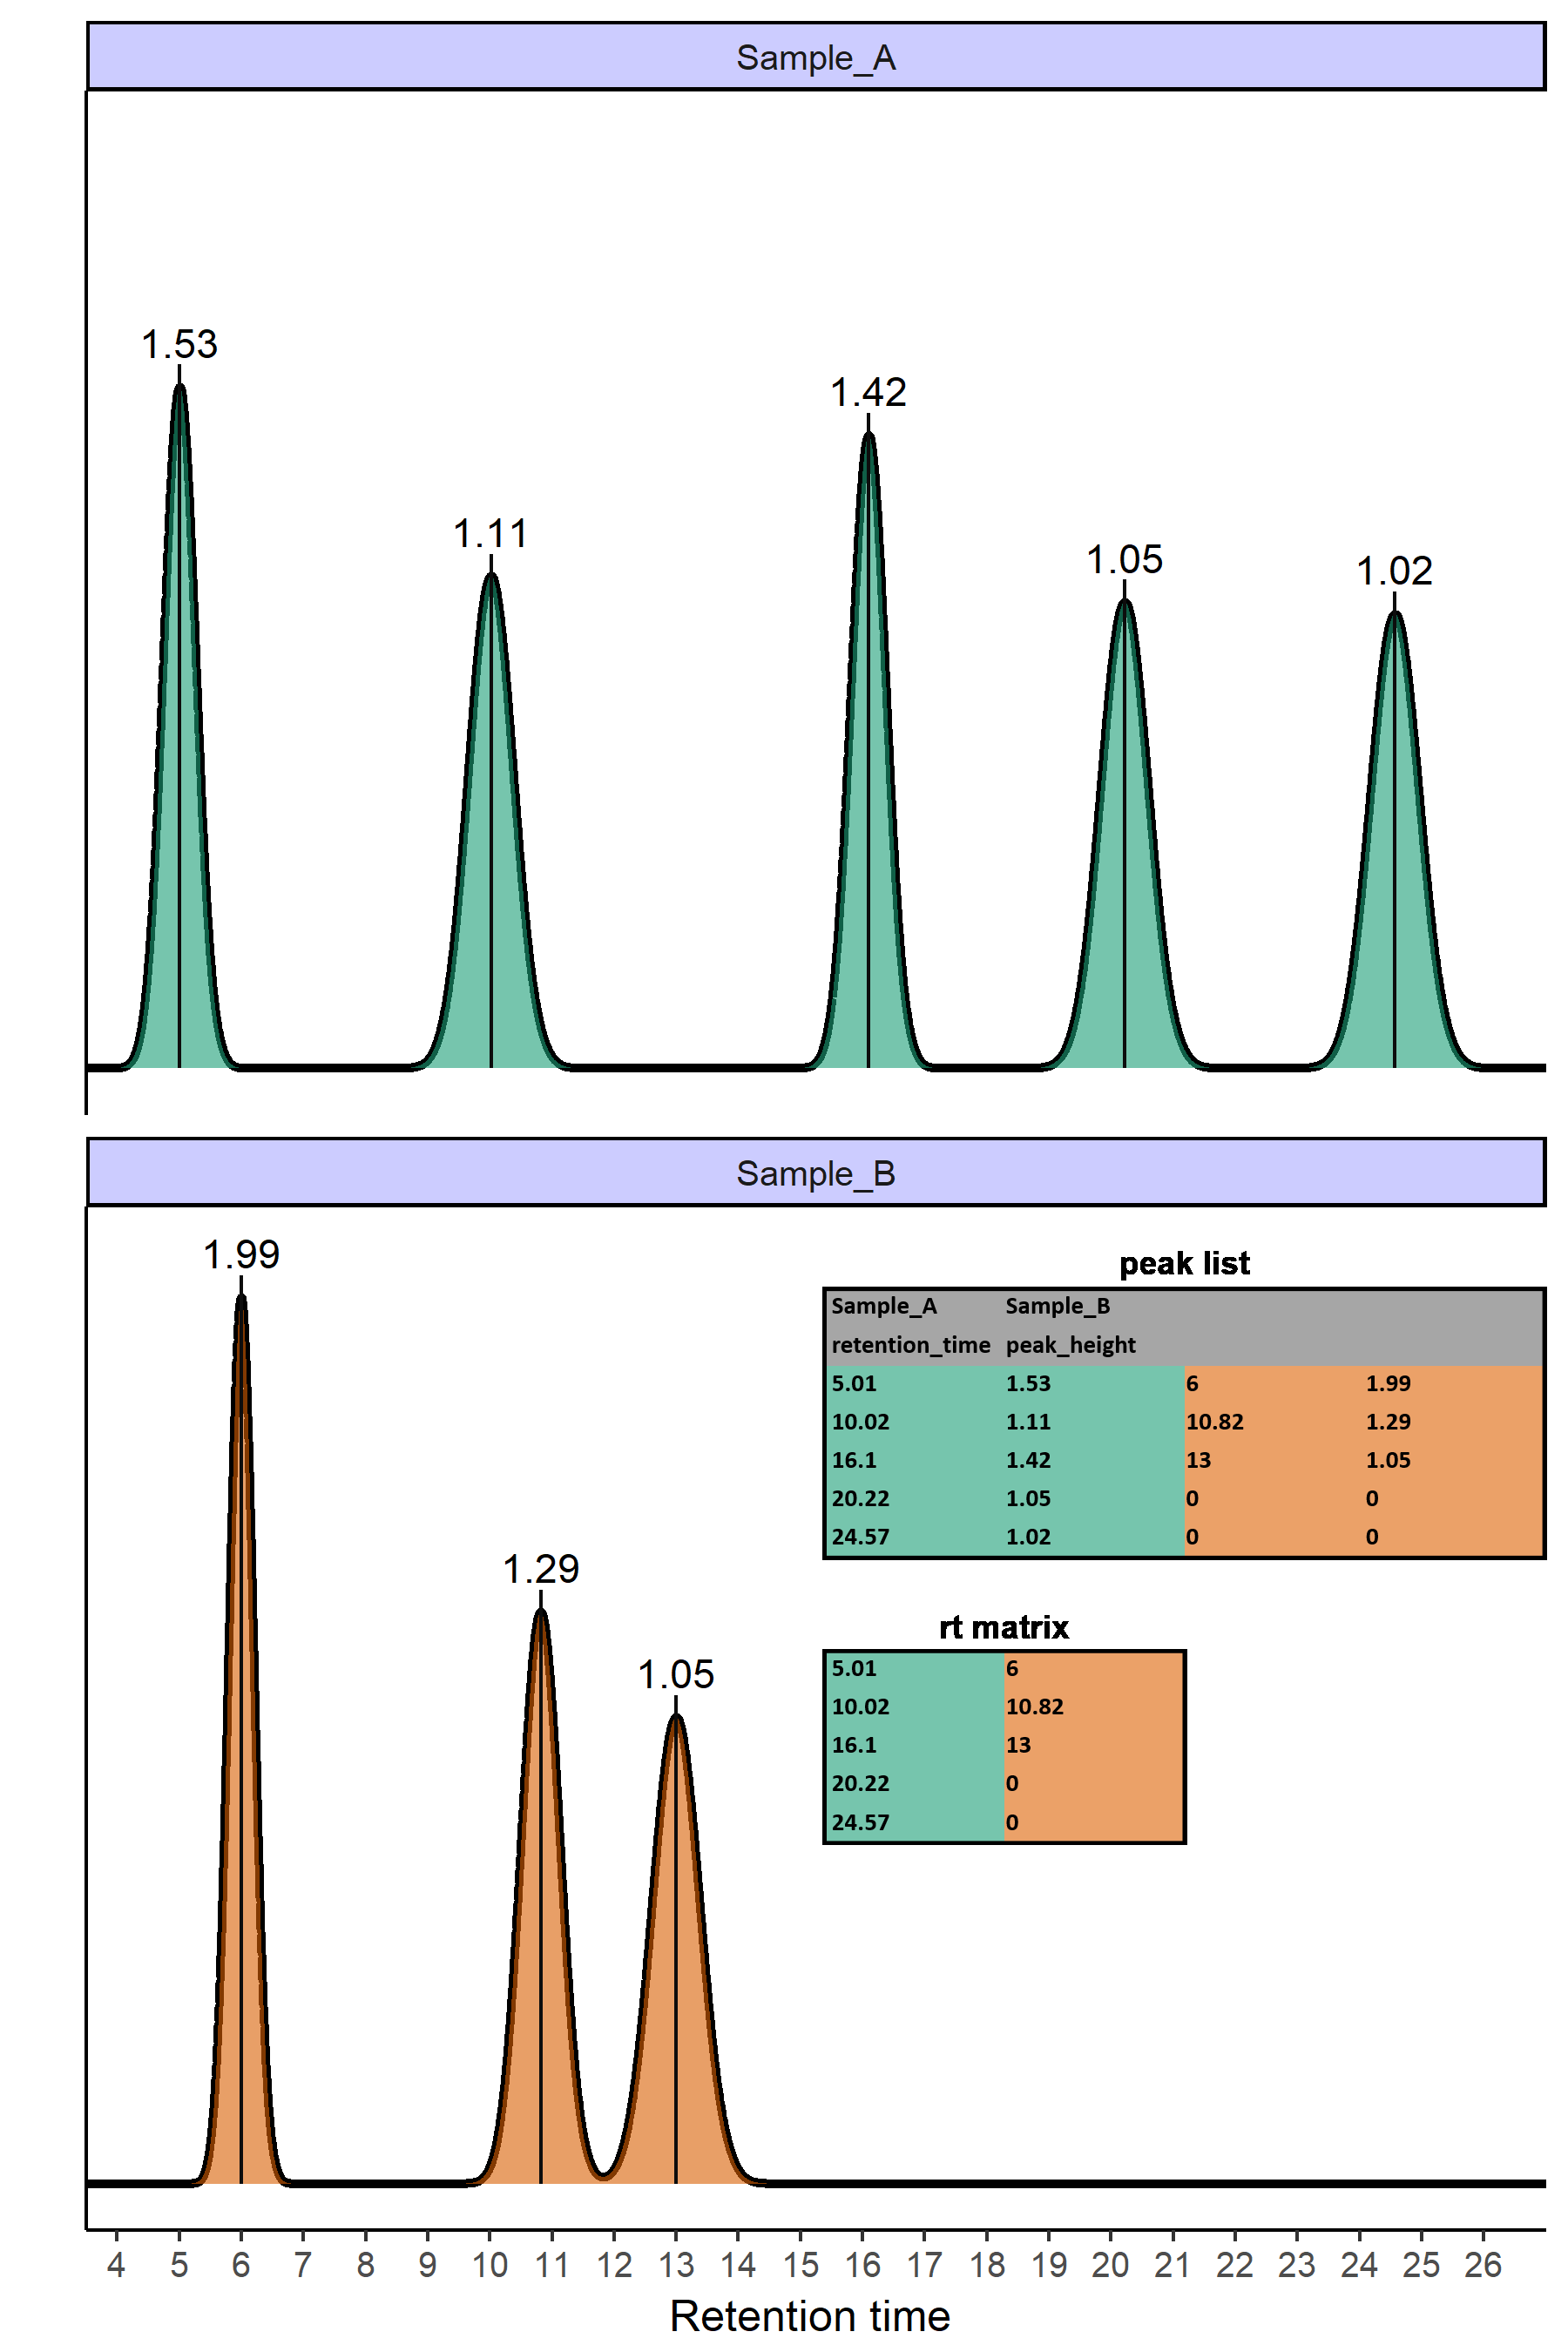 Sample_A
1.53
1.42
1.11
1.05
1.02
Sample_B
1.99
1.29
1.05
peak list
Sample_A Sample_B
retention_time peak_height
5.01 1.53 6 1.99
10.02 1.11 10.82 1.29
16.1 1.42 13 1.05
20.22 1.05 0 0
24.57 1.02 0 0
rt matrix
5.01 6
10.02 10.82
16.1 13
20.22 0
24.57 0
4 5 6 7 8 9 10 11 12 13 14 15 16 17 18 19 20 21 22 23 24 25 26
Retention time